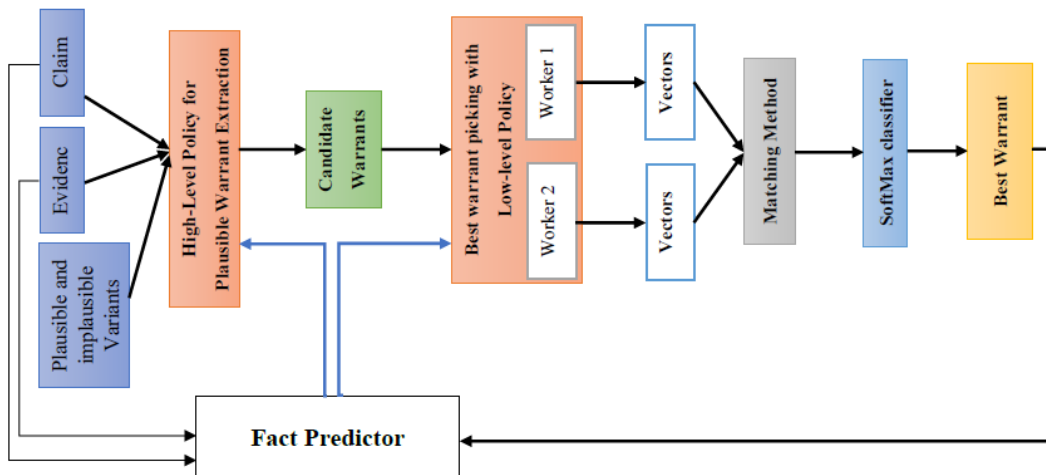 Claim
Evidenc
Plausible and
implausible
Variants
High-Level Policy for
Plausible Warrant Extraction
Candidate
Warrants
Best warrant picking with
Low-level Policy
Worker 1
Worker 2
Vectors
Vectors
Matching Method
SoftMax classifier
Best Warrant
Fact Predictor